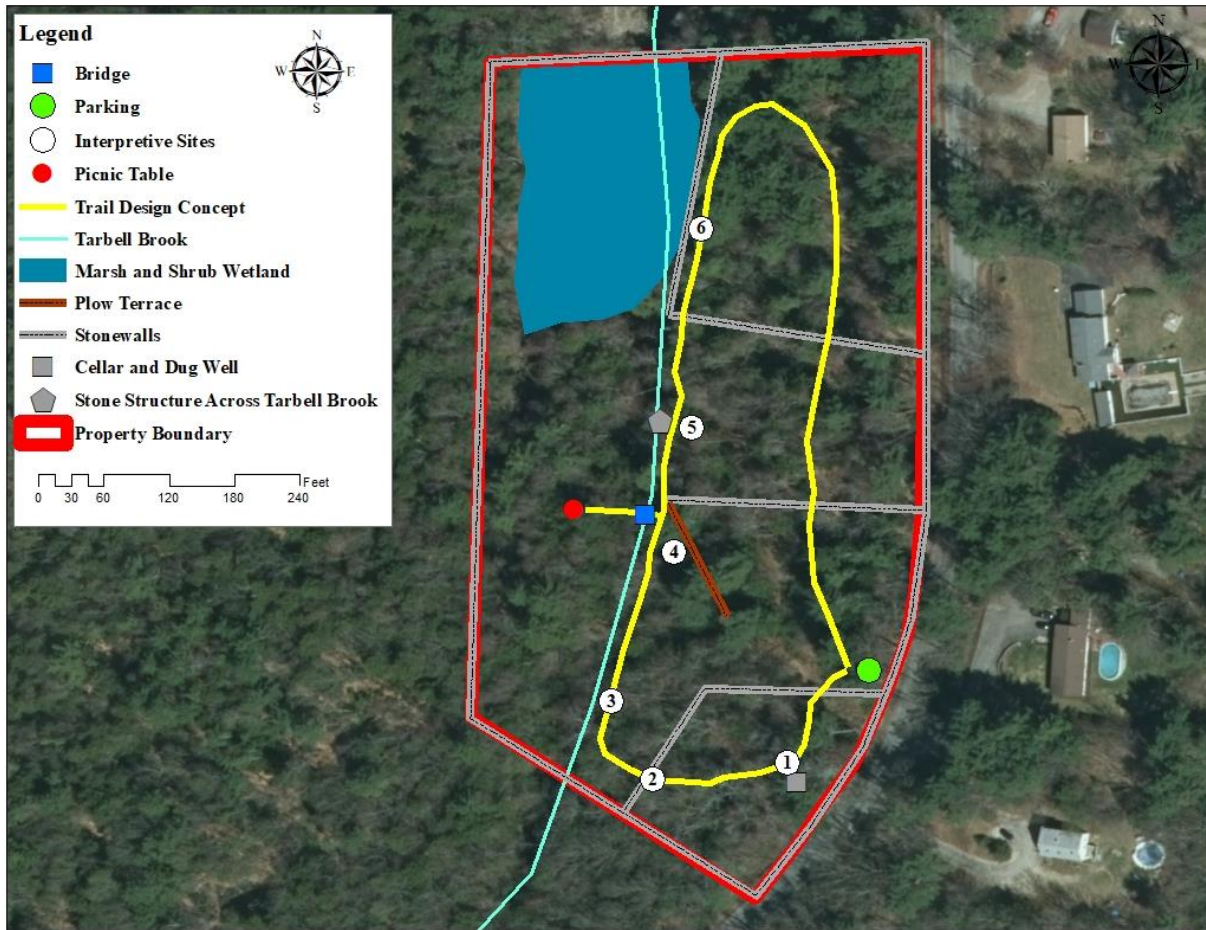 Legend
N
W E
S
Bridge
Parking
Interpretive Sites
Picnic Table
Trail Design Concept
Tarbell Brook
Marsh and Shrub Wetland
Plow Terrace
Stonewalls
Cellar and Dug Well
Stone Structure Across Tarbell Brook
Property Boundary
Feet
0 30 60 120 180 240
N
W E
S
6
5
4
3
1
2